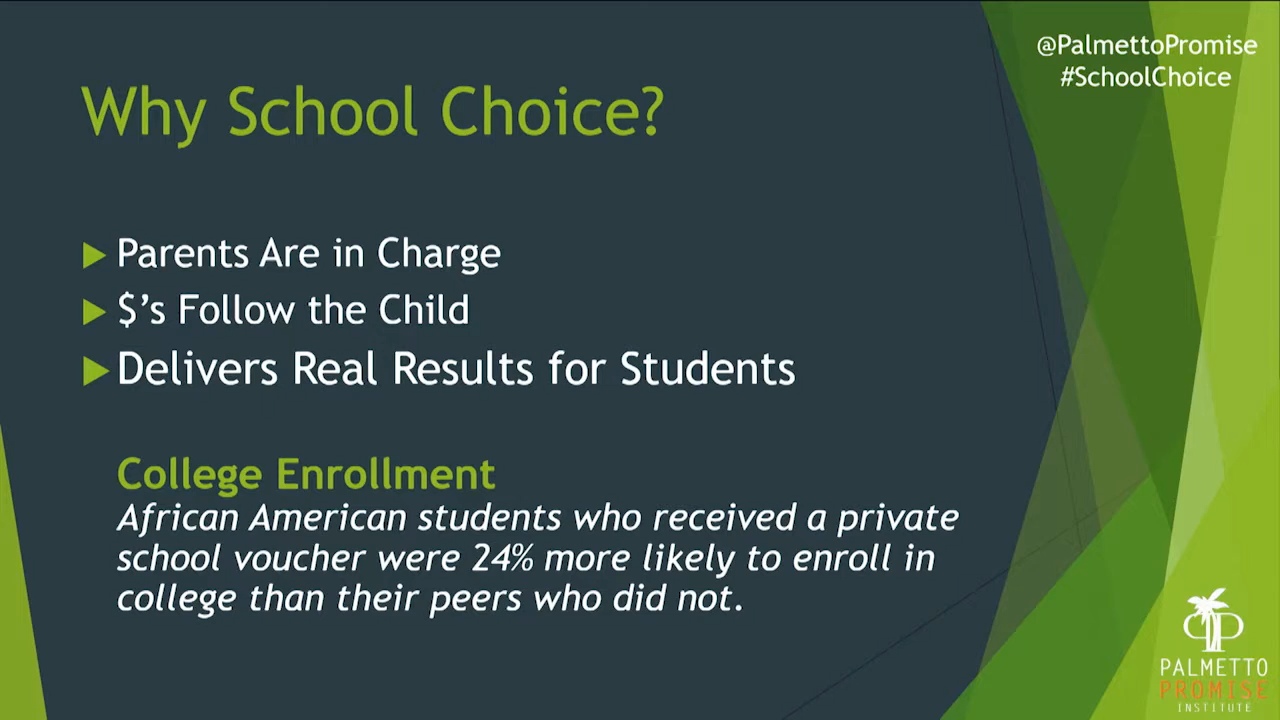 @PalmettoPromise
#SchoolChoice
Why School Choice?
Parents Are in Charge
$’s Follow the Child
Delivers Real Results for Students
College Enrollment
African American students who received a private
school voucher were 24% more likely to enroll in
college than their peers who did not.
PALMETTO
PROMISE
INSTITUTE